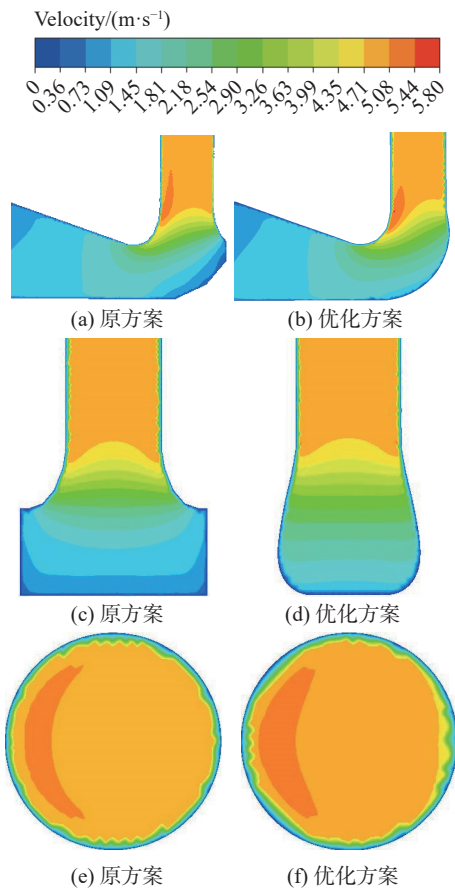 Velocity/(m·s⁻¹)
0 0.36 0.73 1.09 1.45 1.81 2.18 2.54 2.90 3.26 3.63 3.99 4.35 4.71 5.08 5.44 5.80
(a) 原方案 (b) 优化方案
(c) 原方案 (d) 优化方案
(e) 原方案 (f) 优化方案